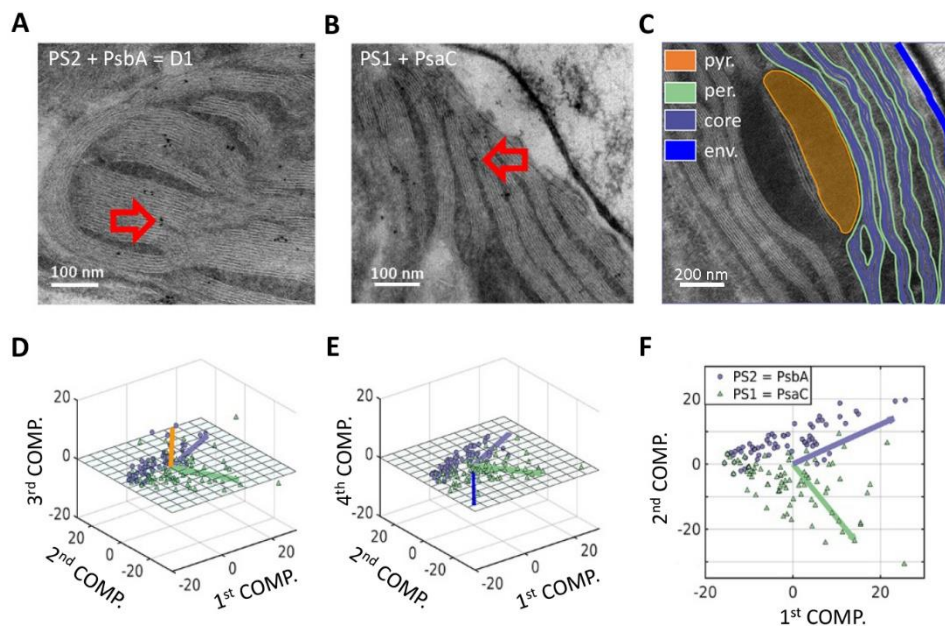 A
B
C
PS2 + PsbA = D1
PS1 + PsaC
pyr.
per.
core
env.
100 nm
100 nm
200 nm
D
E
F
20
0
-20
3rd COMP.
20
0
-20
2nd COMP.
-20
0
20
1st COMP.
20
0
-20
4th COMP.
20
0
-20
2nd COMP.
-20
0
20
1st COMP.
PS2 = PsbA
PS1 = PsaC
20
10
0
-10
-20
-30
2nd COMP.
-20
0
20
1st COMP.